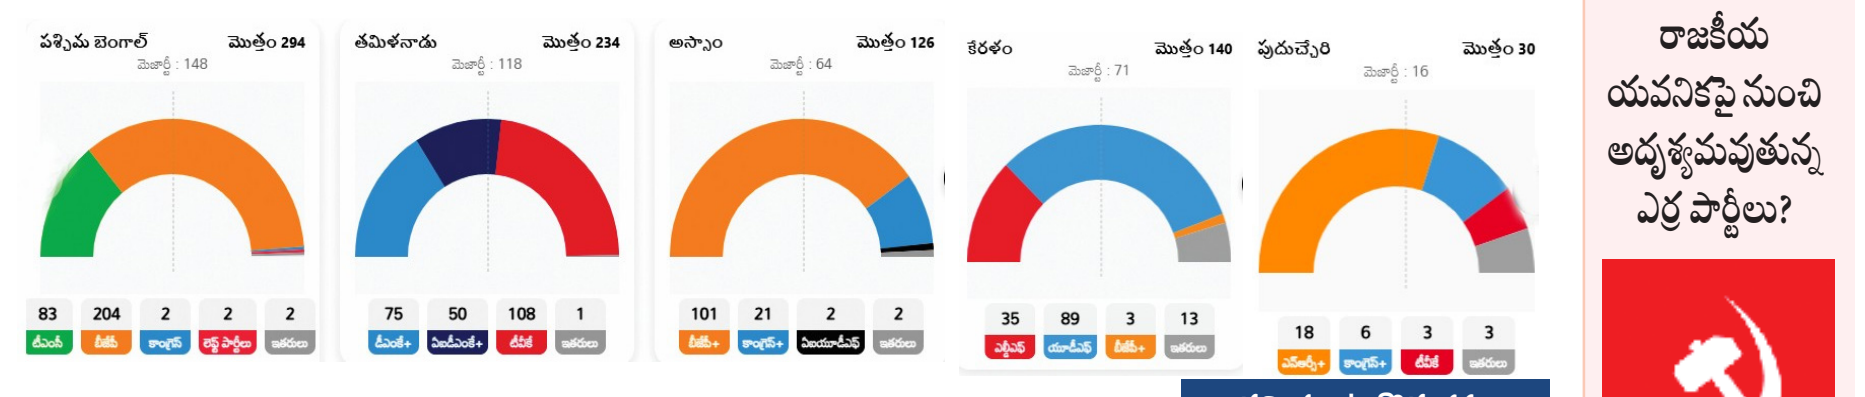 పశ్చిమ బెంగాల్ మొత్తం 294
మెజార్టీ : 148
83 204 2 2 2
టీఎంసీ బీజేపీ కాంగ్రెస్ లెఫ్ట్ పార్టీలు ఇతరులు
తమిళనాడు మొత్తం 234
మెజార్టీ : 118
75 50 108 1
డీఎంకే+ ఏఐడీఎంకే+ టీవీకే ఇతరులు
అస్సాం మొత్తం 126
మెజార్టీ : 64
101 21 2 2
బీజేపీ+ కాంగ్రెస్+ ఏఐయూడీఎఫ్ ఇతరులు
కేరళం మొత్తం 140
మెజార్టీ : 71
35 89 3 13
ఎల్డీఎఫ్ యూడీఎఫ్ బీజేపీ+ ఇతరులు
పుదుచ్చేరి మొత్తం 30
మెజార్టీ : 16
18 6 3 3
ఎన్ఆర్సీ+ కాంగ్రెస్+ టీవీకే ఇతరులు
రాజకీయ
యవనికపై నుంచి
అదృశ్యమవుతున్న
ఎర్ర పార్టీలు?